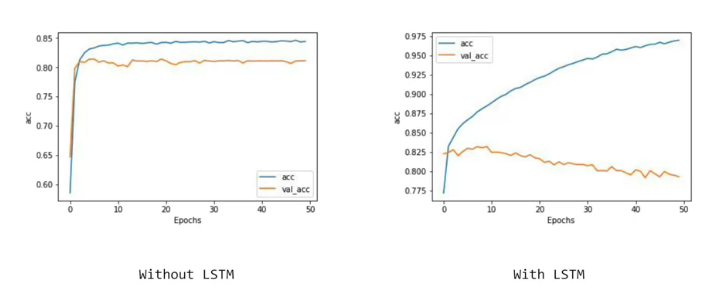 0.85
0.80
0.75
0.70
0.65
0.60
acc
0 10 20 30 40 50
Epochs
acc
val_acc
Without LSTM
0.975
0.950
0.925
0.900
0.875
0.850
0.825
0.800
0.775
acc
0 10 20 30 40 50
Epochs
acc
val_acc
With LSTM